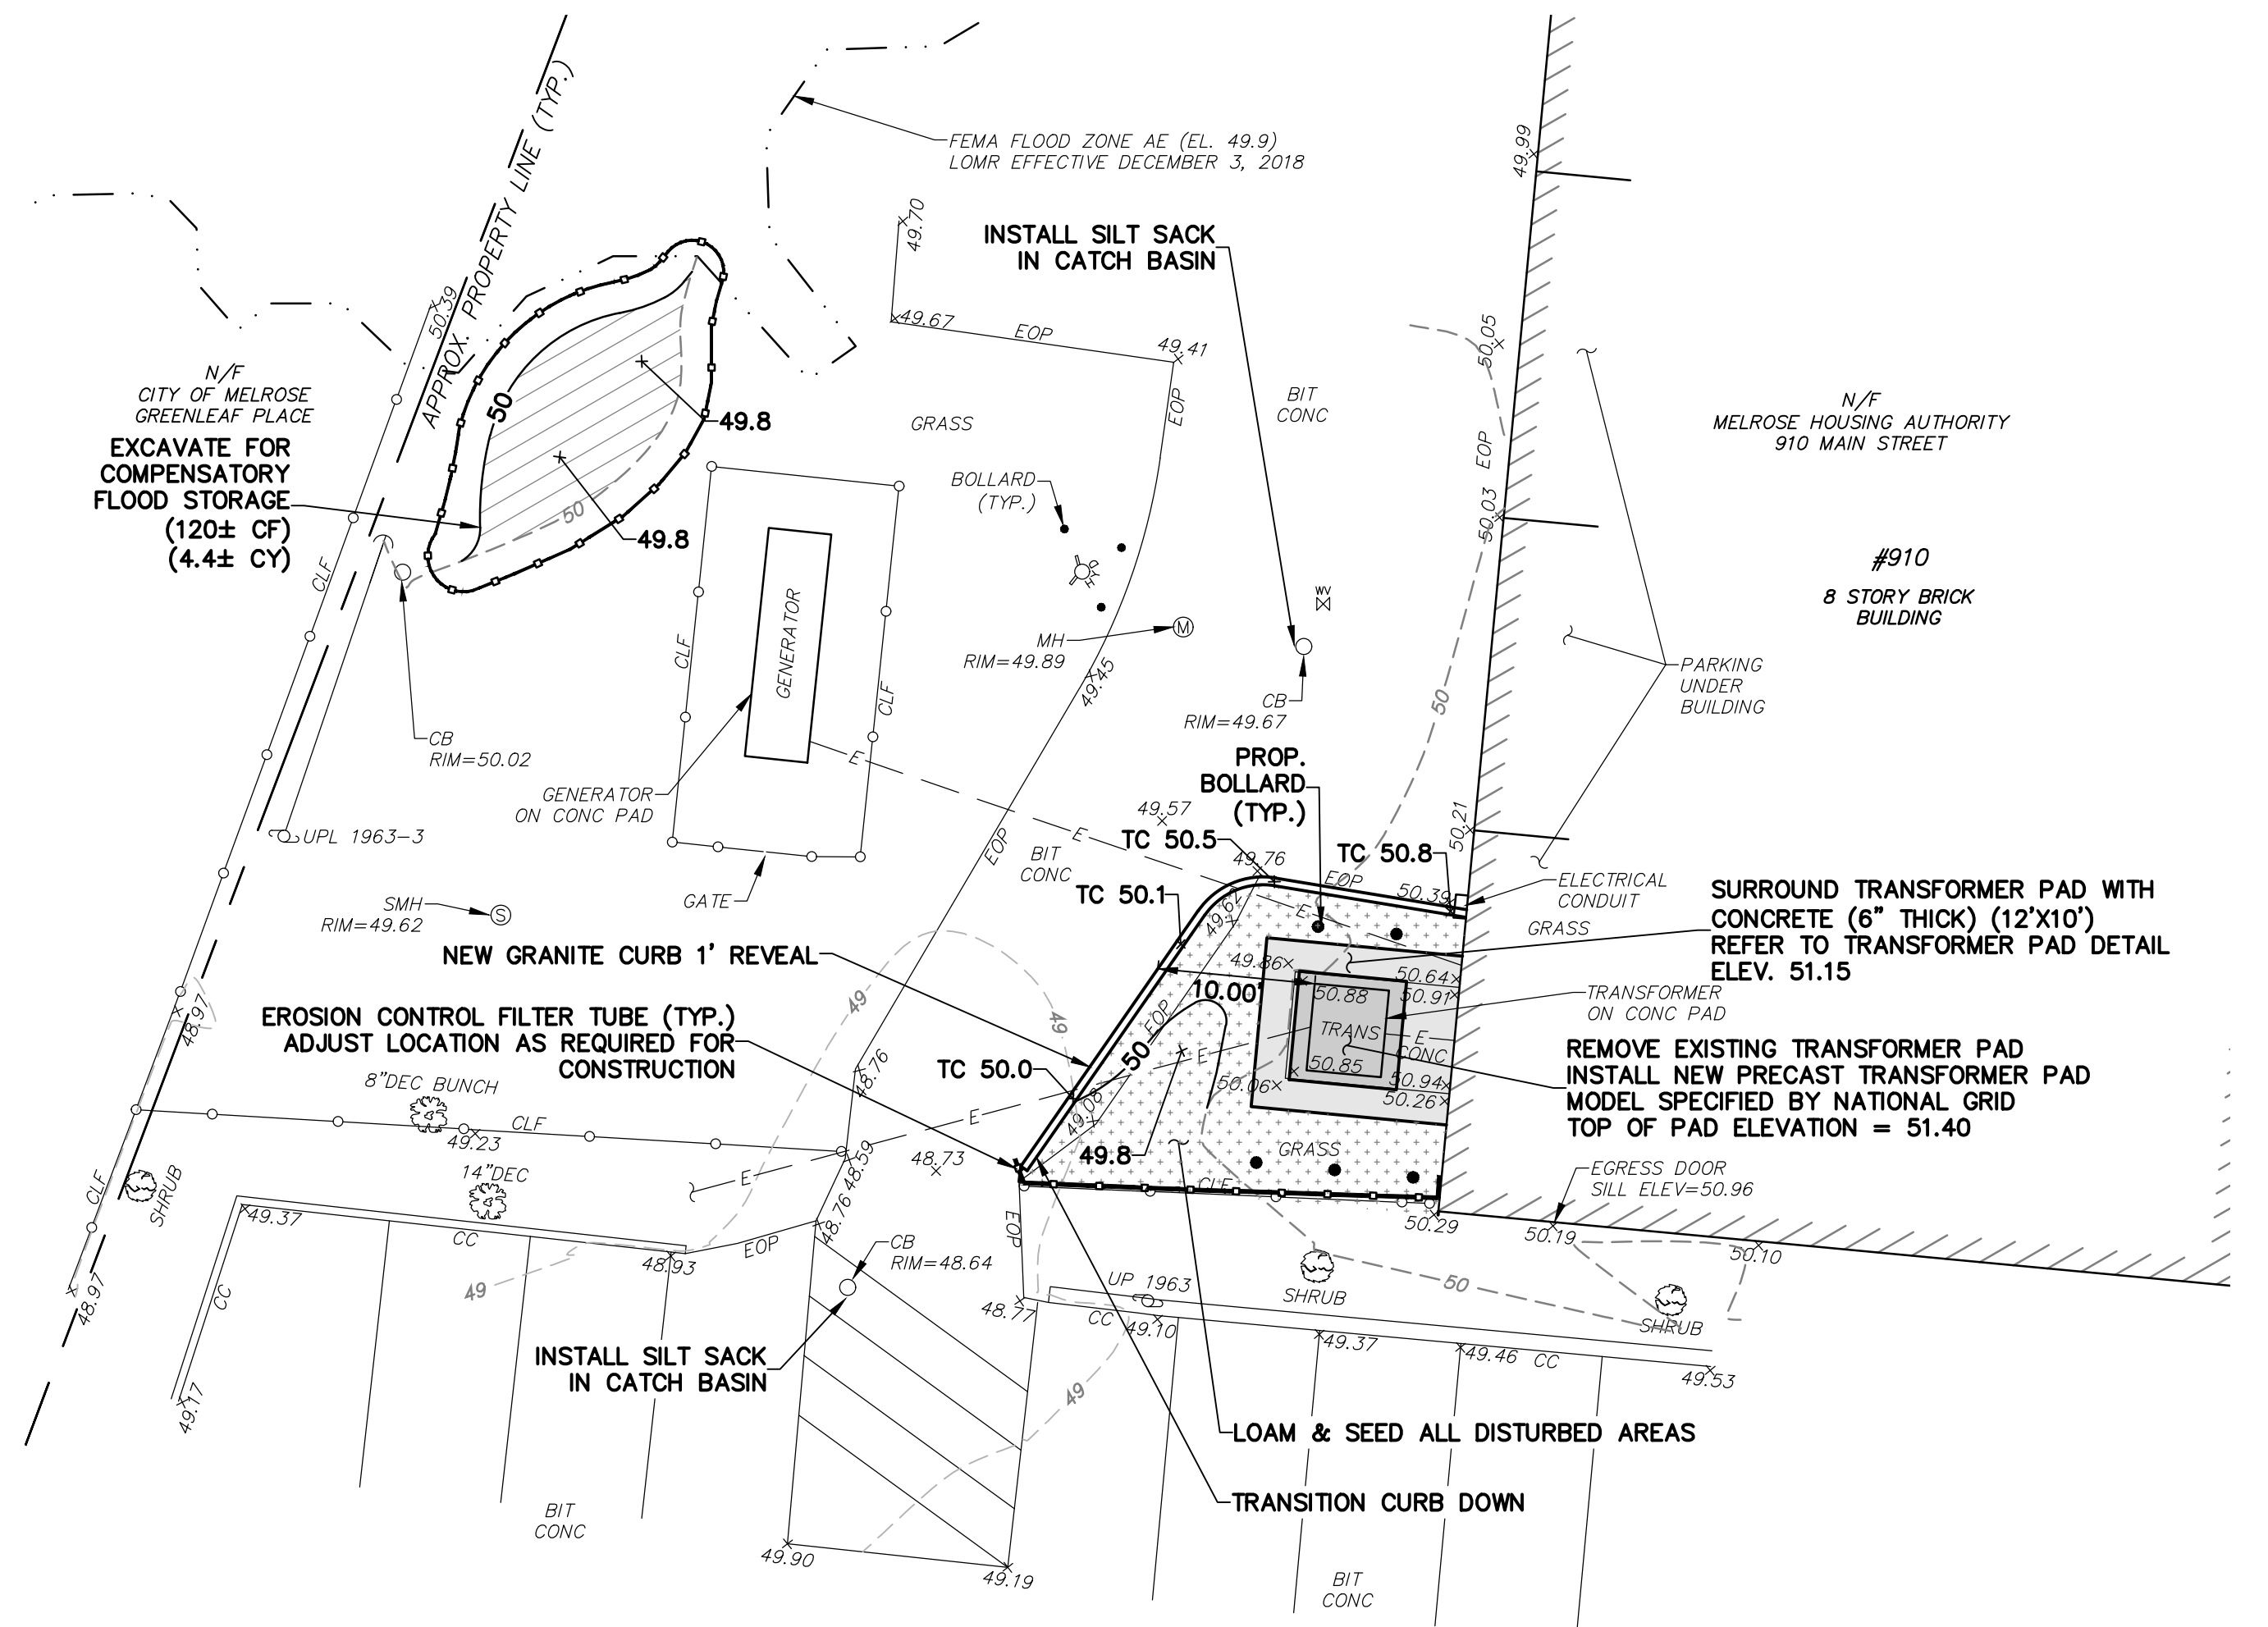 APPROX. PROPERTY LINE (TYP.)
FEMA FLOOD ZONE AE (EL. 49.9)
LOMR EFFECTIVE DECEMBER 3, 2018
49.99
49.70
INSTALL SILT SACK
IN CATCH BASIN
50.39
49.67
EOP
49.41
50.05
N/F
CITY OF MELROSE
GREENLEAF PLACE
50
49.8
GRASS
EOP
BIT
CONC
N/F
MELROSE HOUSING AUTHORITY
910 MAIN STREET
EXCAVATE FOR
COMPENSATORY
FLOOD STORAGE
(120± CF)
(4.4± CY)
50
49.8
BOLLARD
(TYP.)
EOP
50.03
CLF
HYD
WV
#910
8 STORY BRICK
BUILDING
GENERATOR
CLF
CLF
MH
RIM=49.89
M
49.45
CB
RIM=49.67
50
PARKING
UNDER
BUILDING
CB
RIM=50.02
E
GENERATOR
ON CONC PAD
PROP.
BOLLARD
(TYP.)
UPL 1963-3
49.57
E
EOP
BIT
CONC
TC 50.5
49.76
TC 50.8
50.21
EOP
50.39
ELECTRICAL
CONDUIT
GRASS
GATE
SMH
RIM=49.62
S
TC 50.1
49.62
E
SURROUND TRANSFORMER PAD WITH
CONCRETE (6" THICK) (12'X10')
REFER TO TRANSFORMER PAD DETAIL
ELEV. 51.15
NEW GRANITE CURB 1' REVEAL
49.86
50.64
10.00'
50.88
50.91
TRANSFORMER
ON CONC PAD
48.97
49
49
EOP
TRANS
E
CONC
EROSION CONTROL FILTER TUBE (TYP.)
ADJUST LOCATION AS REQUIRED FOR
CONSTRUCTION
50
E
50.85
50.94
50.06
50.26
REMOVE EXISTING TRANSFORMER PAD
INSTALL NEW PRECAST TRANSFORMER PAD
MODEL SPECIFIED BY NATIONAL GRID
TOP OF PAD ELEVATION = 51.40
TC 50.0
48.76
49.08
8"DEC BUNCH
CLF
49.23
E
48.59
48.73
49.8
GRASS
CLF
SHRUB
14"DEC
E
CLF
EGRESS DOOR
SILL ELEV=50.96
49.37
CC
EOP
48.76
EOP
50.29
50.19
50.10
48.93
CB
RIM=48.64
49
CC
48.97
UP 1963
48.77
CC
49.10
SHRUB
50
SHRUB
49.37
49.46
CC
49.53
INSTALL SILT SACK
IN CATCH BASIN
49
49.17
LOAM & SEED ALL DISTURBED AREAS
TRANSITION CURB DOWN
BIT
CONC
49.90
49.19
BIT
CONC